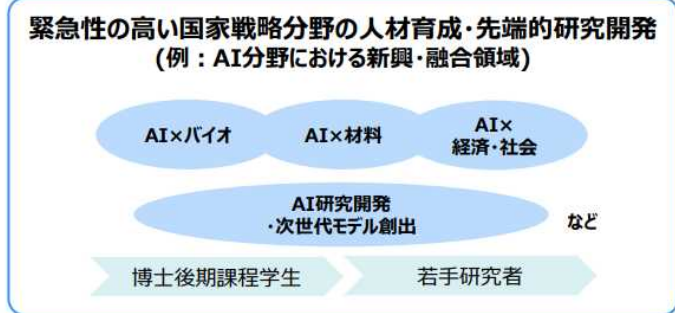 緊急性の高い国家戦略分野の人材育成・先端的研究開発
(例：AI分野における新興・融合領域)
AI×バイオ
AI×材料
AI×
経済・社会
AI研究開発
・次世代モデル創出
など
博士後期課程学生
若手研究者